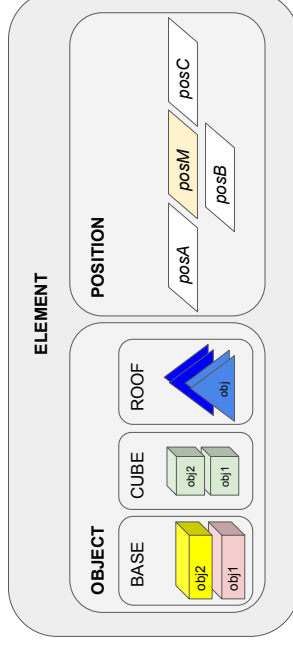 ELEMENT
OBJECT
BASE
obj2
obj1
CUBE
obj2
obj1
ROOF
obj
POSITION
posA
posM
posC
posB